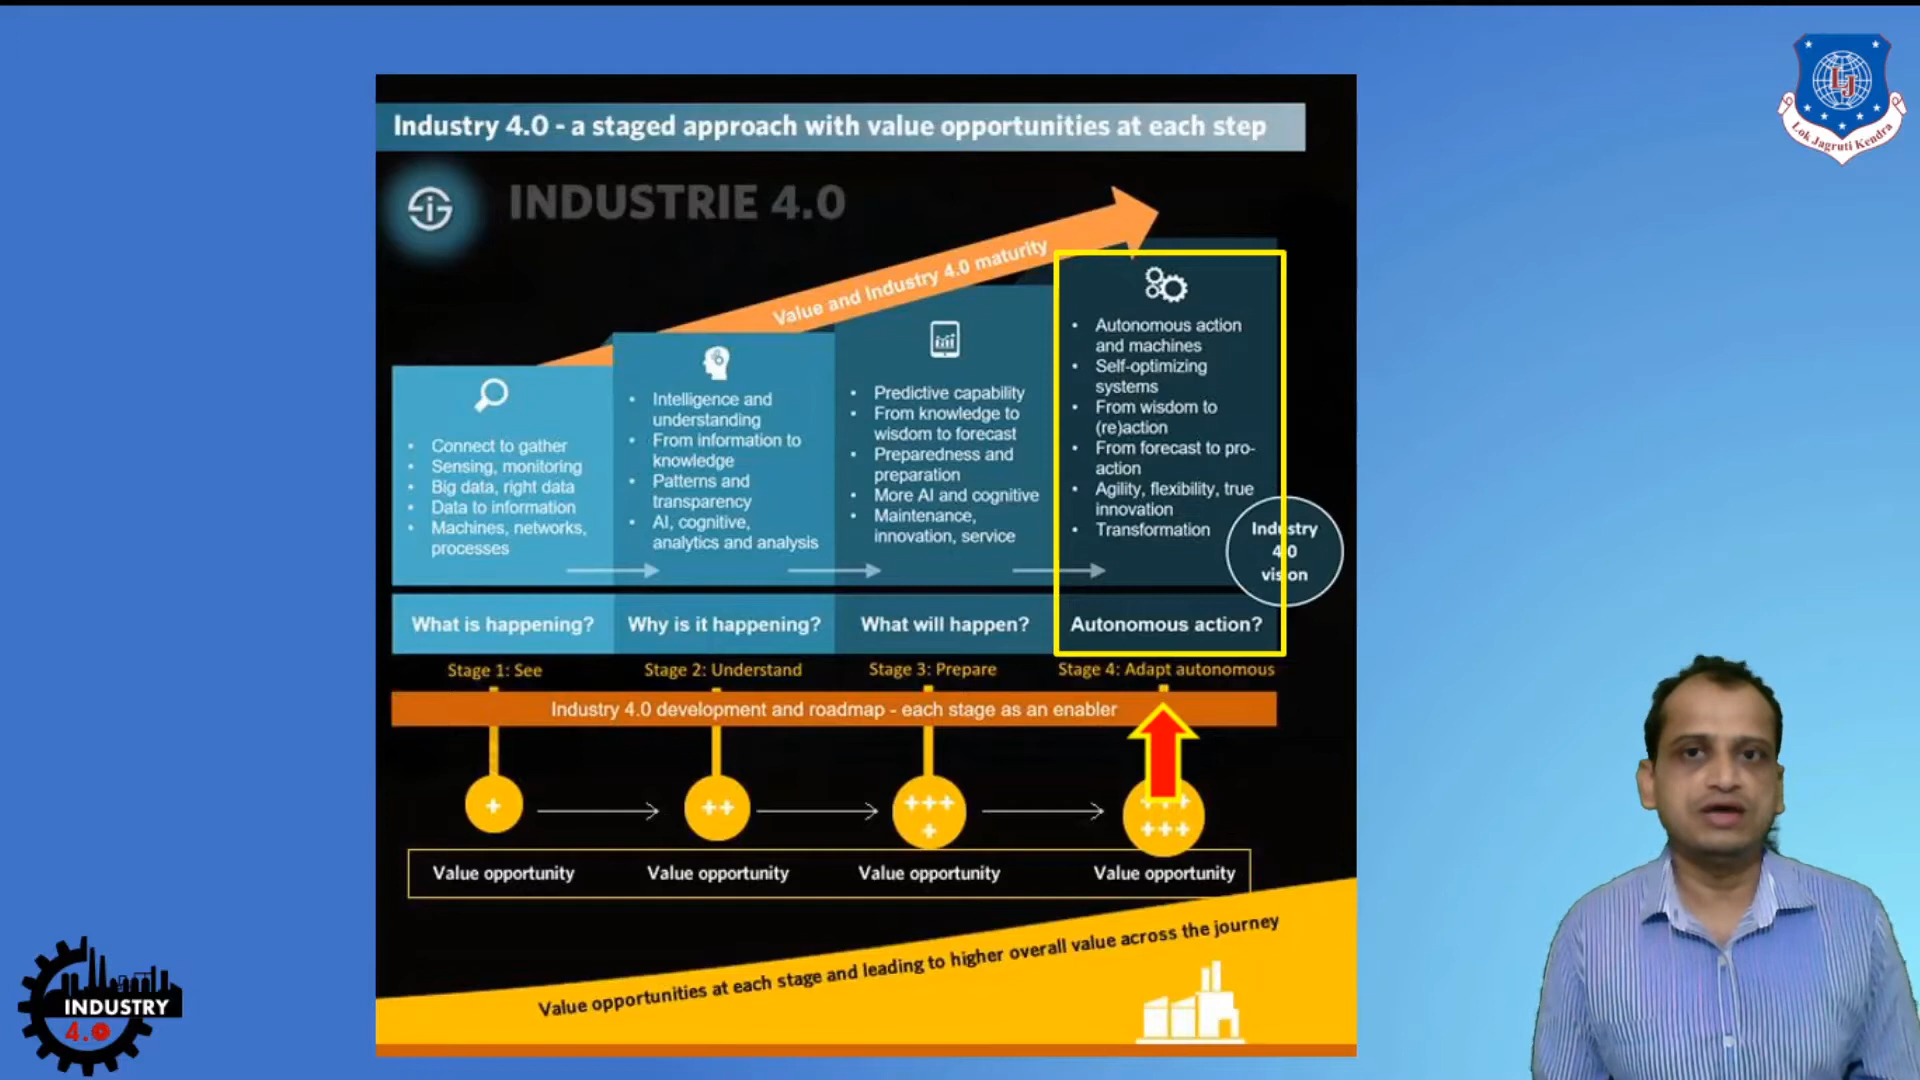 Industry 4.0 - a staged approach with value opportunities at each step
INDUSTRIE 4.0
LJ
Lok Jagruti Kendra
Value and Industry 4.0 maturity
• Connect to gather
• Sensing, monitoring
• Big data, right data
• Data to information
• Machines, networks,
processes
• Intelligence and
understanding
• From information to
knowledge
• Patterns and
transparency
• AI, cognitive,
analytics and analysis
• Predictive capability
• From knowledge to
wisdom to forecast
• Preparedness and
preparation
• More AI and cognitive
• Maintenance,
innovation, service
• Autonomous action
and machines
• Self-optimizing
systems
• From wisdom to
(re)action
• From forecast to pro-
action
• Agility, flexibility, true
innovation
• Transformation
Industry
4.0
vision
What is happening?
Why is it happening?
What will happen?
Autonomous action?
Stage 1: See
Stage 2: Understand
Stage 3: Prepare
Stage 4: Adapt autonomous
Industry 4.0 development and roadmap - each stage as an enabler
+
++
+++
+
+++
+++
Value opportunity
Value opportunity
Value opportunity
Value opportunity
Value opportunities at each stage and leading to higher overall value across the journey
INDUSTRY
4.0